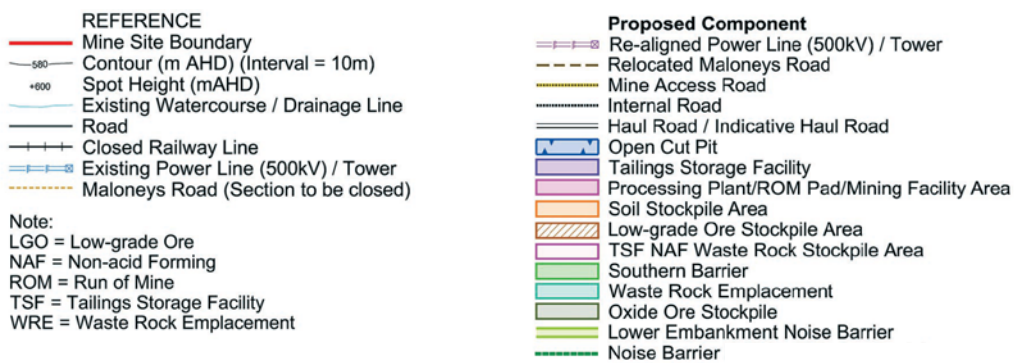 REFERENCE
Mine Site Boundary
580 Contour (m AHD) (Interval = 10m)
+600 Spot Height (mAHD)
Existing Watercourse / Drainage Line
Road
Closed Railway Line
Existing Power Line (500kV) / Tower
Maloneys Road (Section to be closed)
Note:
LGO = Low-grade Ore
NAF = Non-acid Forming
ROM = Run of Mine
TSF = Tailings Storage Facility
WRE = Waste Rock Emplacement
Proposed Component
Re-aligned Power Line (500kV) / Tower
Relocated Maloneys Road
Mine Access Road
Internal Road
Haul Road / Indicative Haul Road
Open Cut Pit
Tailings Storage Facility
Processing Plant/ROM Pad/Mining Facility Area
Soil Stockpile Area
Low-grade Ore Stockpile Area
TSF NAF Waste Rock Stockpile Area
Southern Barrier
Waste Rock Emplacement
Oxide Ore Stockpile
Lower Embankment Noise Barrier
Noise Barrier